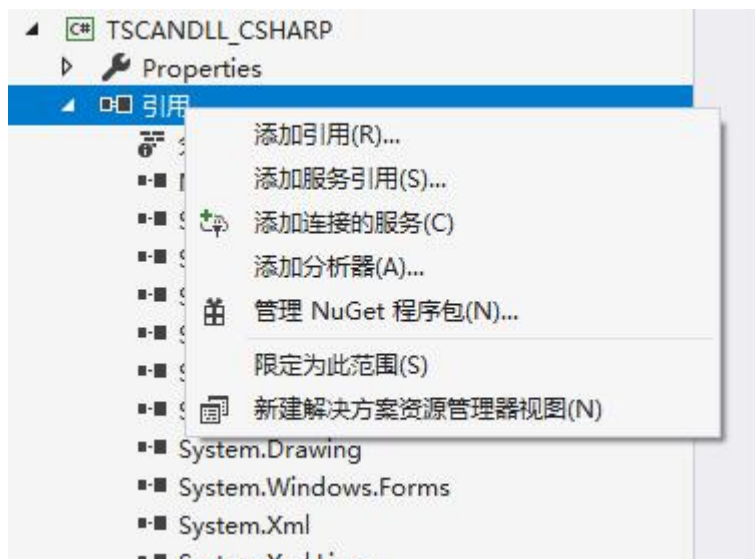 C# TSCANDLL_CSHARP
Properties
引用
添加引用(R)...
添加服务引用(S)...
添加连接的服务(C)
添加分析器(A)...
管理 NuGet 程序包(N)...
限定为此范围(S)
新建解决方案资源管理器视图(N)
System.Drawing
System.Windows.Forms
System.Xml